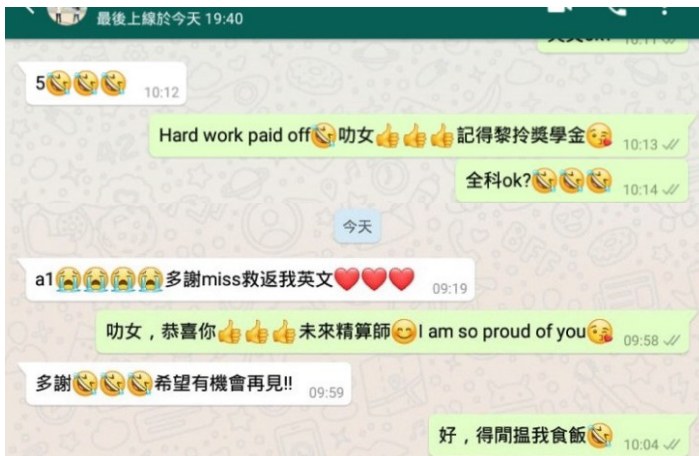 最後上線於今天 19:40
5🤣🤣🤣 10:12
Hard work paid off🤣叻女👍👍👍記得黎拎獎學金😘 10:13
全科ok?🤣🤣🤣 10:14
今天
a1😭😭😭😭多謝miss救返我英文❤️❤️❤️ 09:19
叻女，恭喜你👍👍👍未來精算師😊I am so proud of you😘 09:58
多謝🤣🤣🤣希望有機會再見!! 09:59
好，得閒揾我食飯🤣 10:04